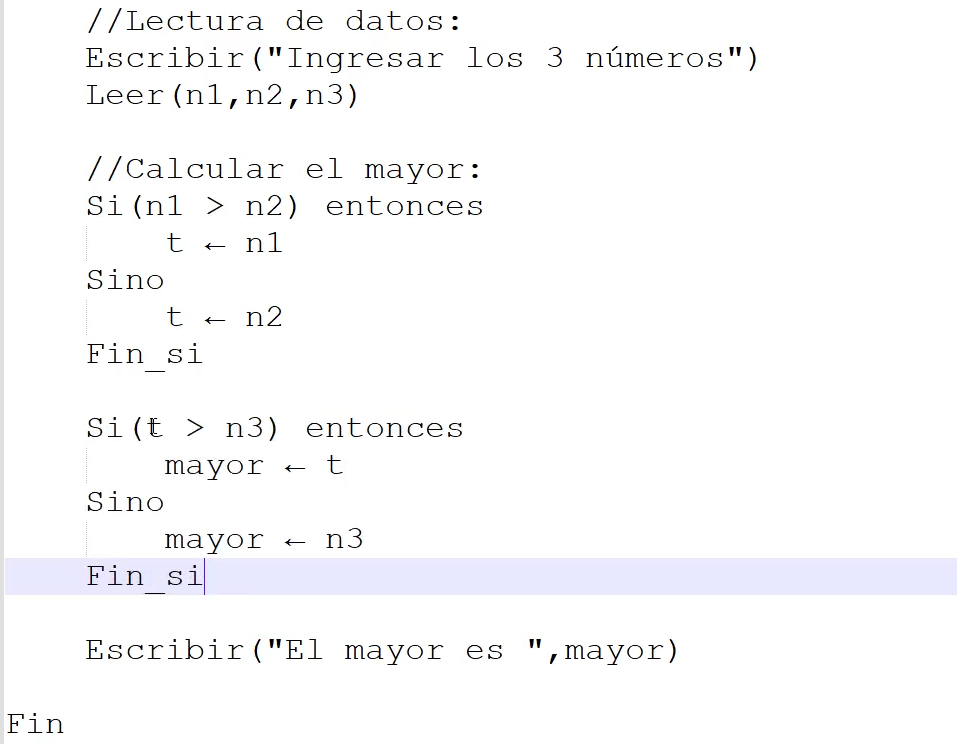 //Lectura de datos:
Escribir("Ingresar los 3 números")
Leer(n1,n2,n3)
//Calcular el mayor:
Si(n1 > n2) entonces
t ← n1
Sino
t ← n2
Fin_si
Si(t > n3) entonces
mayor ← t
Sino
mayor ← n3
Fin_si
Escribir("El mayor es ",mayor)
Fin